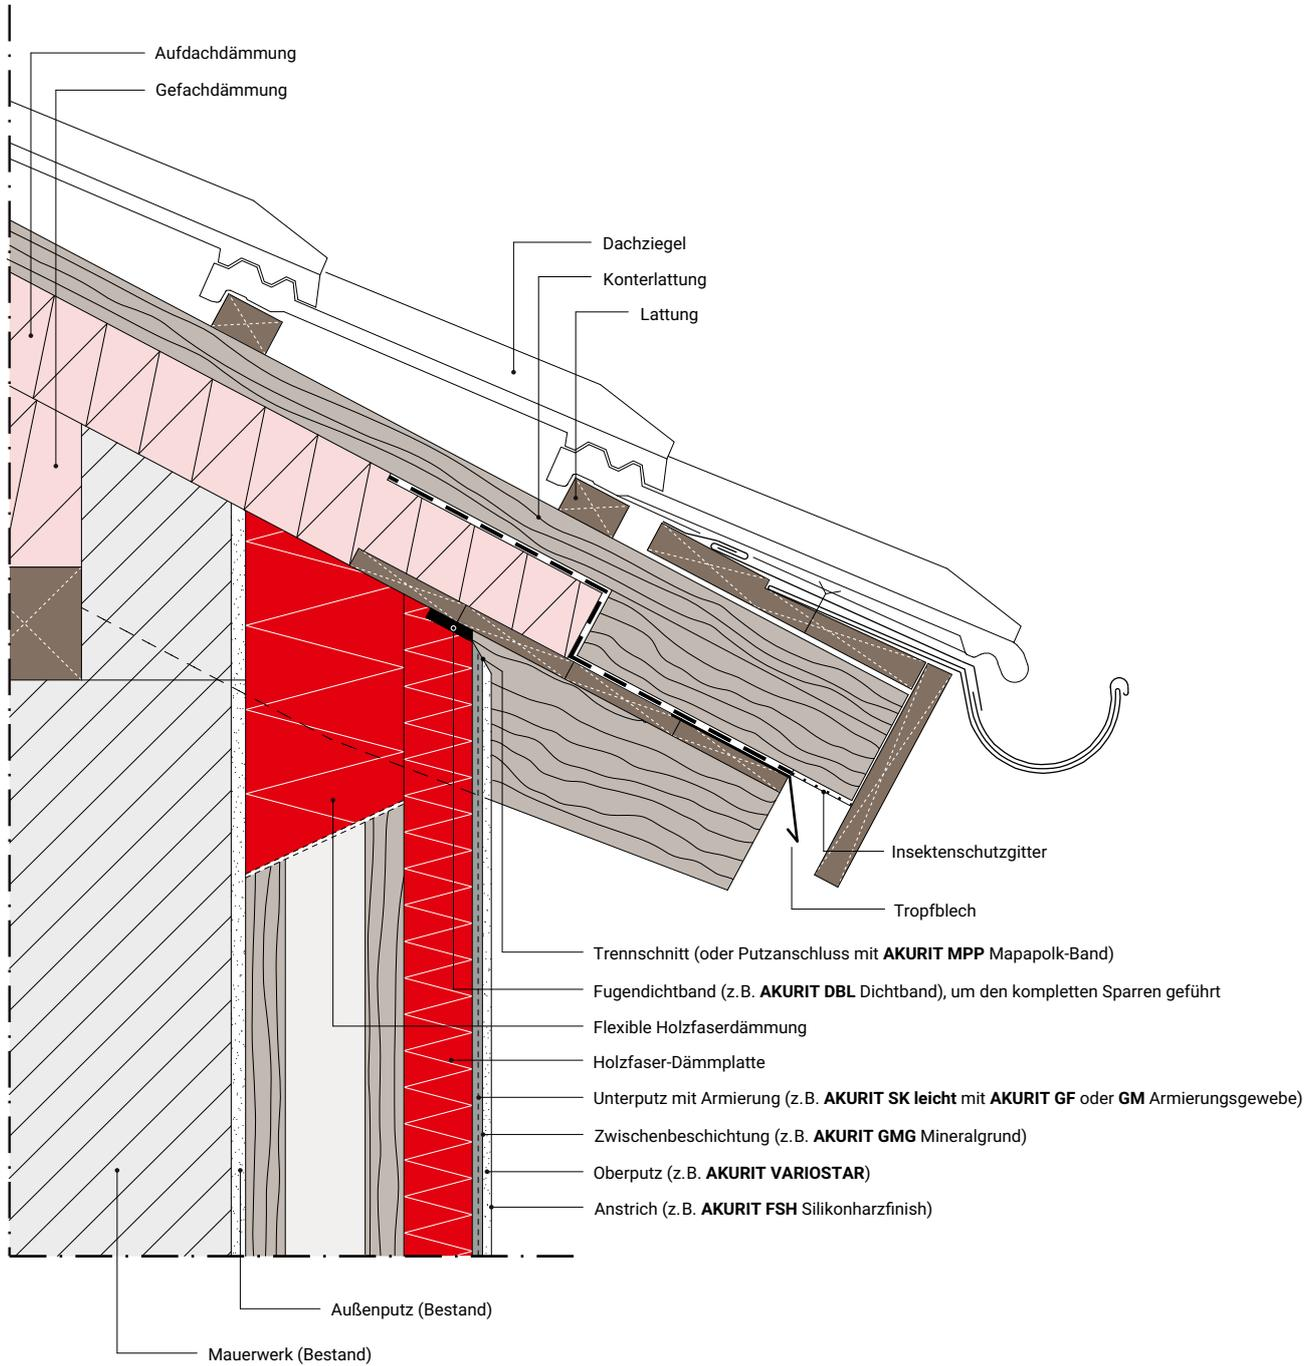 Aufdachdämmung
Gefachdämmung
Dachziegel
Konterlattung
Lattung
Insektenschutzgitter
Tropfblech
Trennschnitt (oder Putzanschluss mit AKURIT MPP Mapapolk-Band)
Fugendichtband (z.B. AKURIT DBL Dichtband), um den kompletten Sparren geführt
Flexible Holzfaserdämmung
Holzfaser-Dämmplatte
Unterputz mit Armierung (z.B. AKURIT SK leicht mit AKURIT GF oder GM Armierungsgewebe)
Zwischenbeschichtung (z.B. AKURIT GMG Mineralgrund)
Oberputz (z.B. AKURIT VARIOSTAR)
Anstrich (z.B. AKURIT FSH Silikonharzfinish)
Außenputz (Bestand)
Mauerwerk (Bestand)